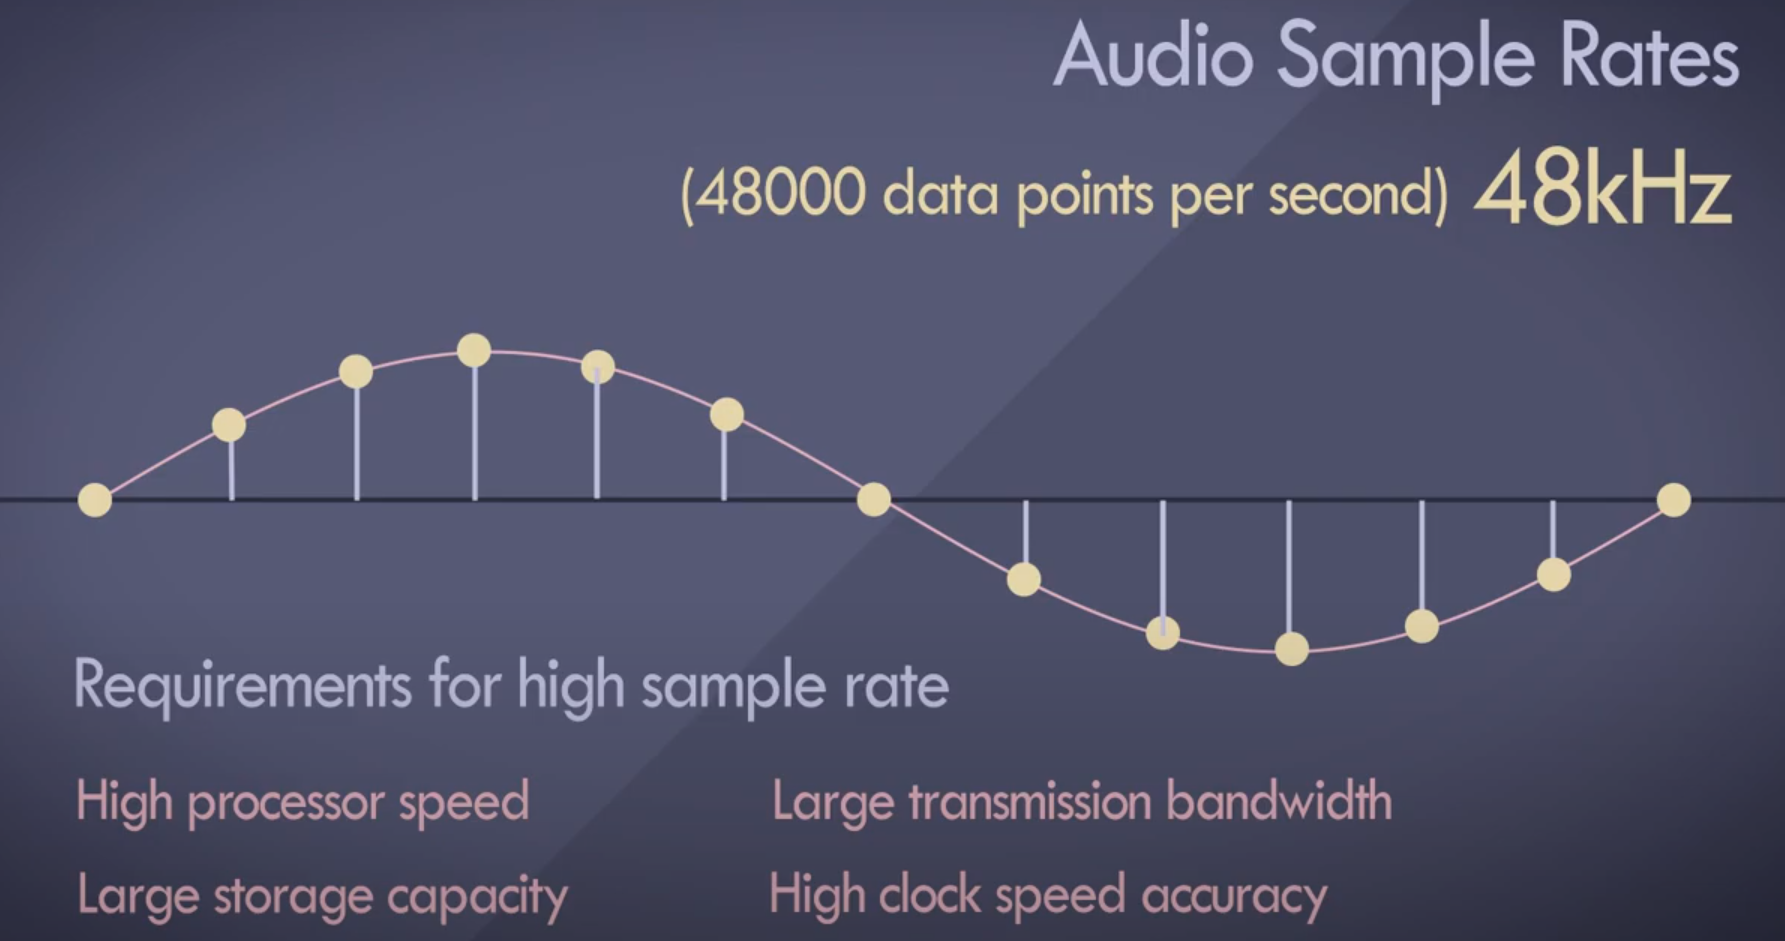 Audio Sample Rates
(48000 data points per second) 48kHz
Requirements for high sample rate
High processor speed
Large transmission bandwidth
Large storage capacity
High clock speed accuracy